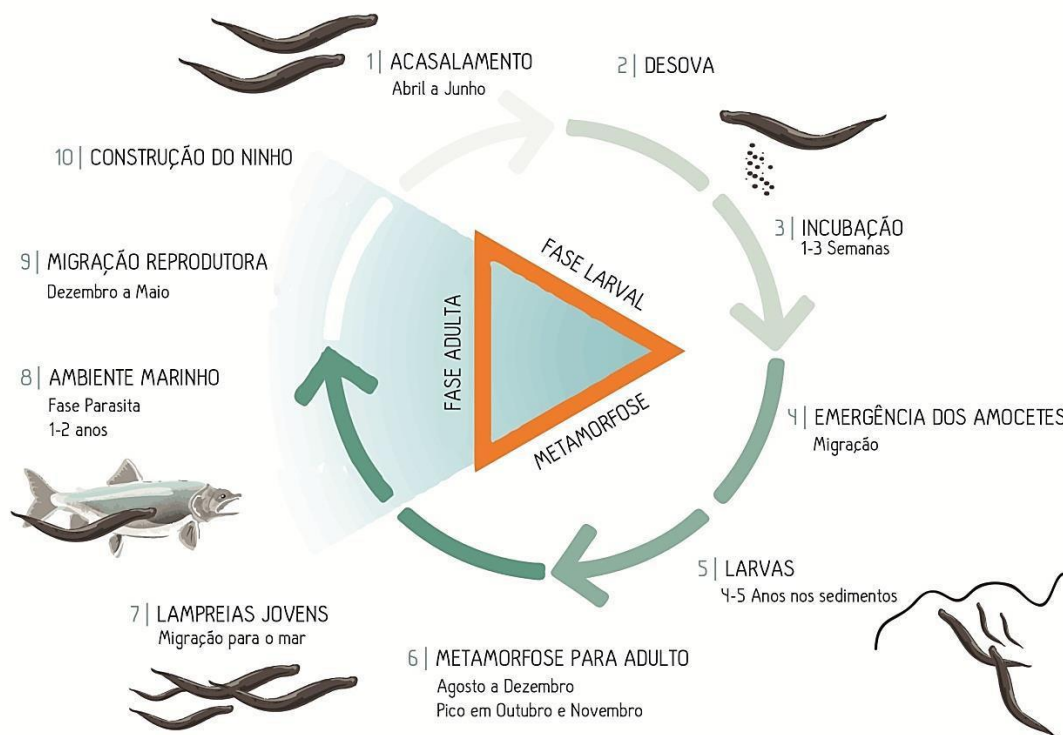 1| ACASALAMENTO
Abril a Junho
2| DESOVA
3| INCUBAÇÃO
1-3 Semanas
4| EMERGÊNCIA DOS AMOCETES
Migração
5| LARVAS
4-5 Anos nos sedimentos
6| METAMORFOSE PARA ADULTO
Agosto a Dezembro
Pico em Outubro e Novembro
7| LAMPREIAS JOVENS
Migração para o mar
8| AMBIENTE MARINHO
Fase Parasita
1-2 anos
9| MIGRAÇÃO REPRODUTORA
Dezembro a Maio
10| CONSTRUÇÃO DO NINHO
FASE LARVAL
METAMORFOSE
FASE ADULTA